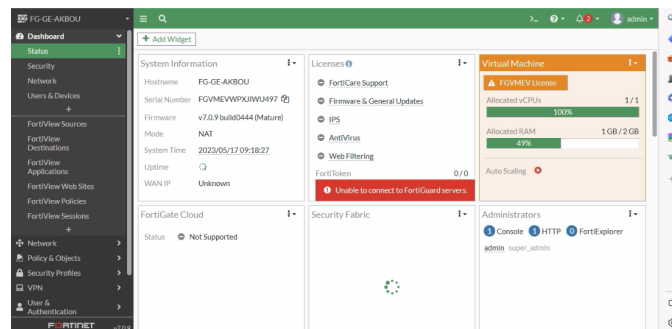 FG-GE-AKBOU
admin
Dashboard
Status
Security
Network
Users & Devices
+
FortiView Sources
FortiView
Destinations
FortiView
Applications
FortiView Web Sites
FortiView Policies
FortiView Sessions
+
Network
Policy & Objects
Security Profiles
VPN
User &
Authentication
FORTINET
+ Add Widget
System Information
Hostname FG-GE-AKBOU
Serial Number FGVMEVWPXJIWU497
Firmware v7.0.9 build0444 (Mature)
Mode NAT
System Time 2023/05/17 09:18:27
Uptime
WAN IP Unknown
Licenses
FortiCare Support
Firmware & General Updates
IPS
AntiVirus
Web Filtering
FortiToken 0/0
Unable to connect to FortiGuard servers.
Virtual Machine
FGVMEV License
Allocated vCPUs 1/1
100%
Allocated RAM 1 GB / 2 GB
49%
Auto Scaling
FortiGate Cloud
Status Not Supported
Security Fabric
Administrators
1 Console 1 HTTP 0 FortiExplorer
admin super_admin